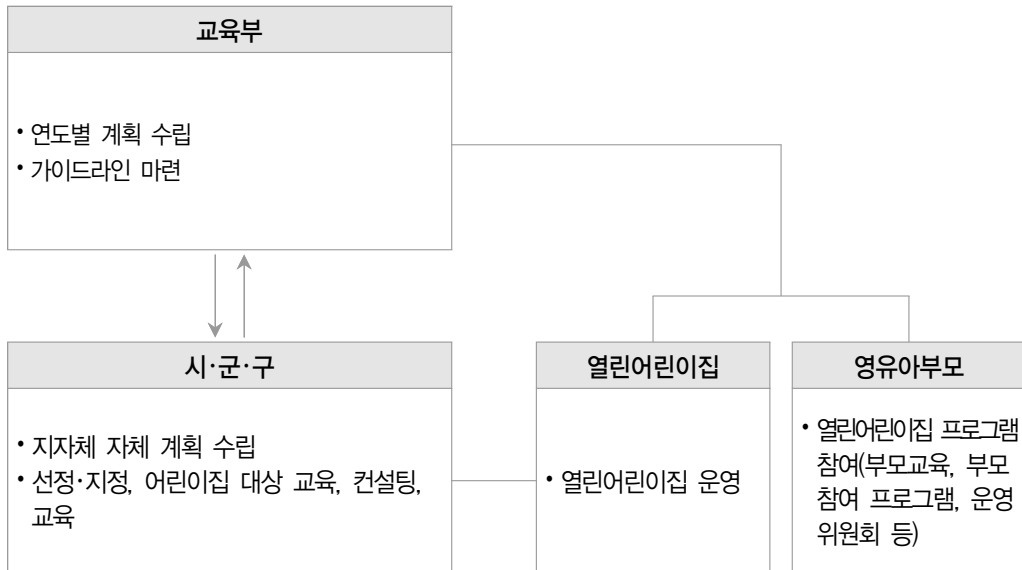 교육부
• 연도별 계획 수립
• 가이드라인 마련
시·군·구
• 지자체 자체 계획 수립
• 선정·지정, 어린이집 대상 교육, 컨설팅,
교육
열린어린이집
• 열린어린이집 운영
영유아부모
• 열린어린이집 프로그램
참여(부모교육, 부모
참여 프로그램, 운영
위원회 등)